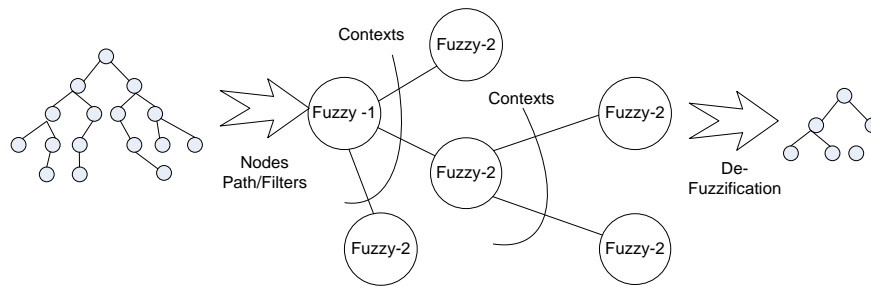 Contexts
Fuzzy-2
Fuzzy -1
Nodes
Path/Filters
Fuzzy-2
Fuzzy-2
Contexts
Fuzzy-2
Fuzzy-2
De-
Fuzzification